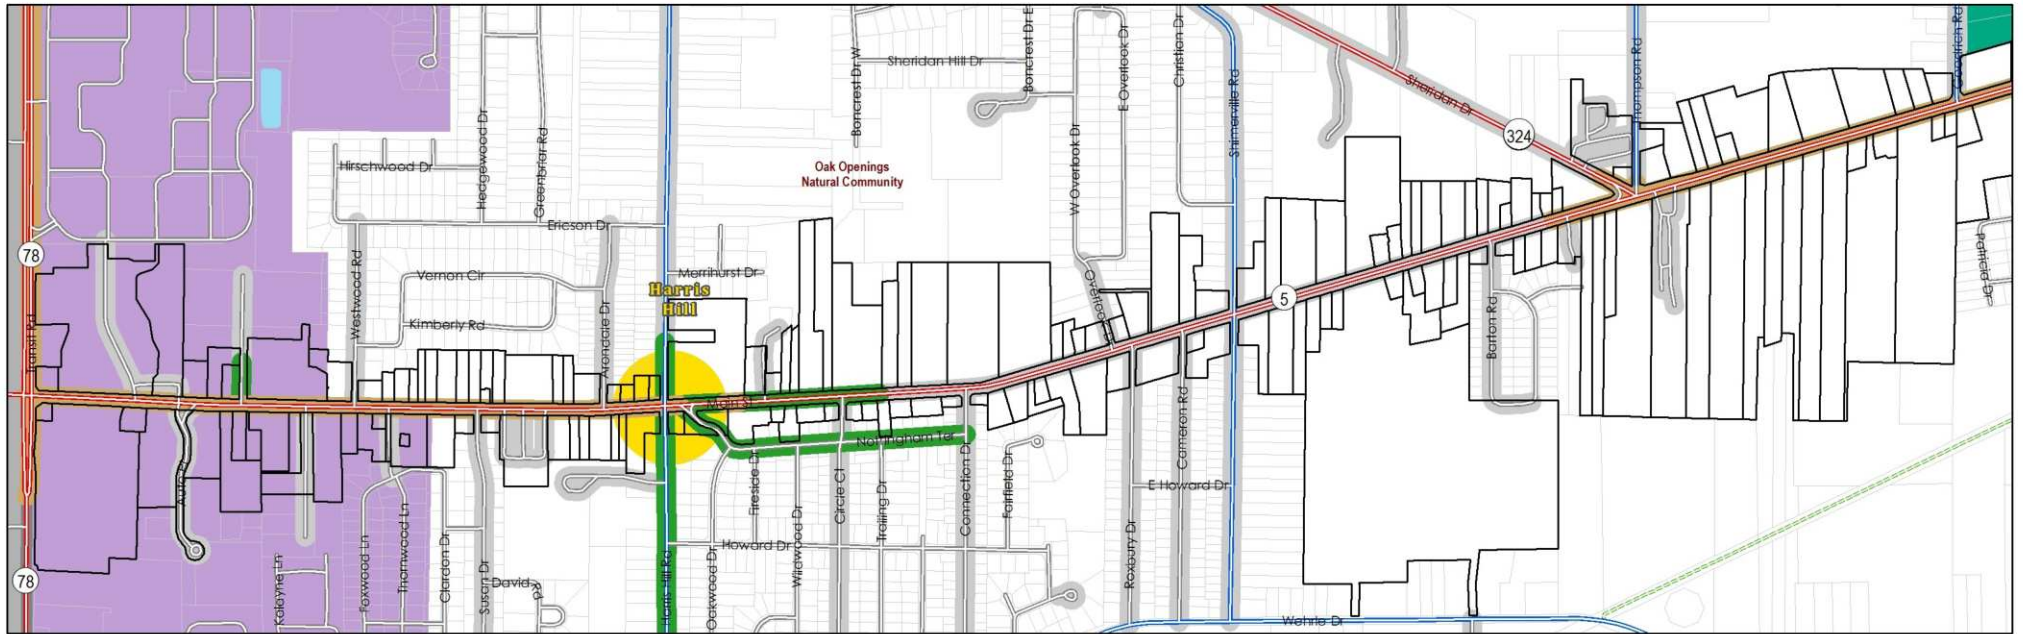 Boncrest Dr W
Sheridan Hill Dr
Boncrest Dr E
E Overlook Dr
Christian Dr
Shimerville Rd
Sheridan Dr
324
Thompson Rd
Goodrich Rd
Hirschwood Dr
Hedgewood Dr
Greenbriar Rd
Ericson Dr
Oak Openings
Natural Community
W Overlook Dr
78
Transit Rd
Westwood Rd
Vernon Cir
Kimberly Rd
Arondale Dr
Merrihurst Dr
Harris
Hill
5
Barton Rd
Patricia Dr
Main St
Nottingham Ter
Cameron Rd
Roxbury Dr
E Howard Dr
78
Kalayne Ln
Foxwood Ln
Thornwood Ln
Clardon Dr
Susan Dr
David Rd
Harris Hill Rd
Oakwood Dr
Howard Dr
Fireside Dr
Wildwood Dr
Circle Ct
Trailing Dr
Connection Dr
Fairfield Dr
Wehrle Dr